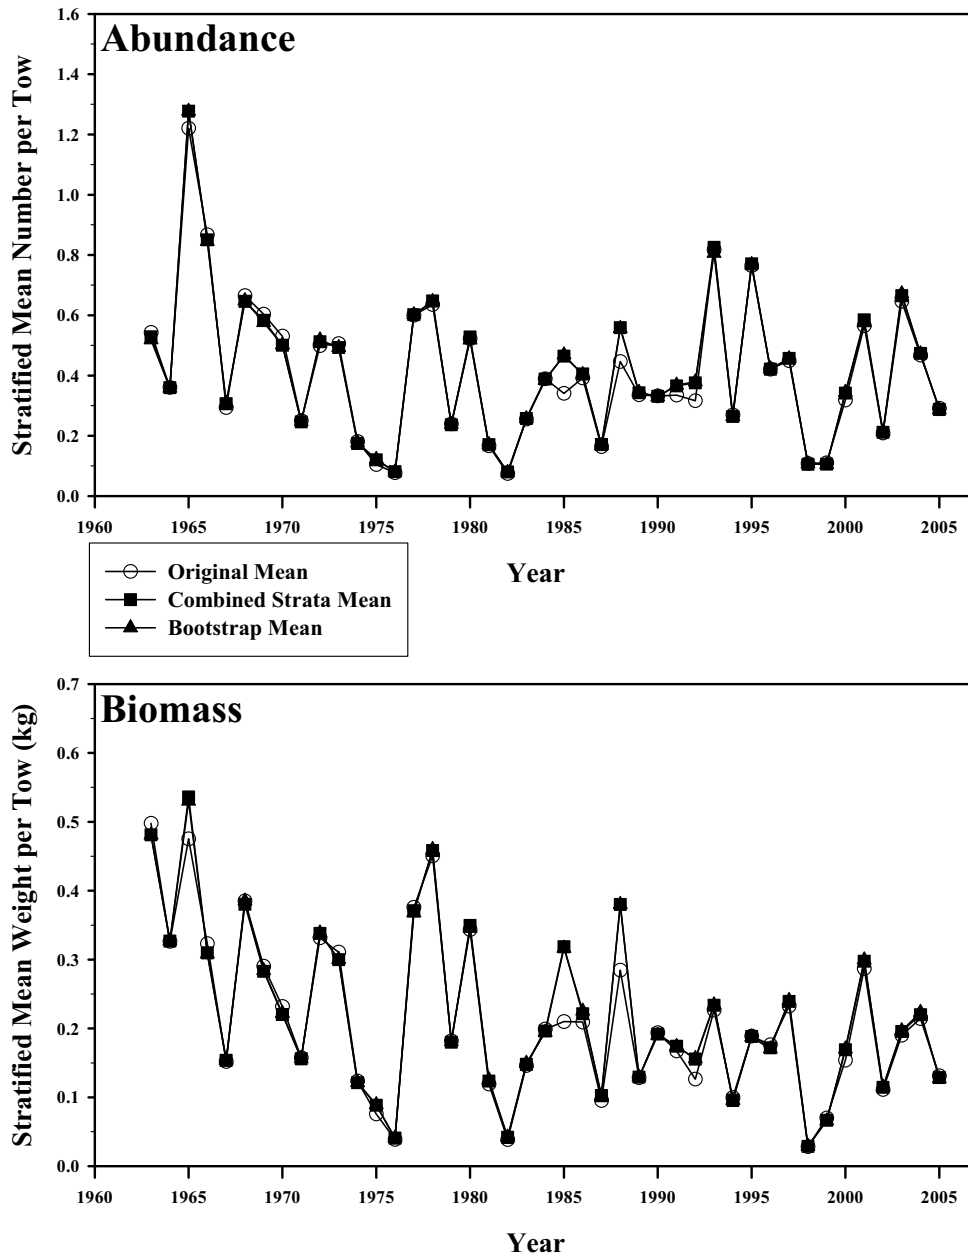 Abundance
Stratified Mean Number per Tow
1.6
1.4
1.2
1.0
0.8
0.6
0.4
0.2
0.0
1960 1965 1970 1975 1980 1985 1990 1995 2000 2005
Year
Original Mean
Combined Strata Mean
Bootstrap Mean
Biomass
Stratified Mean Weight per Tow (kg)
0.7
0.6
0.5
0.4
0.3
0.2
0.1
0.0
1960 1965 1970 1975 1980 1985 1990 1995 2000 2005
Year